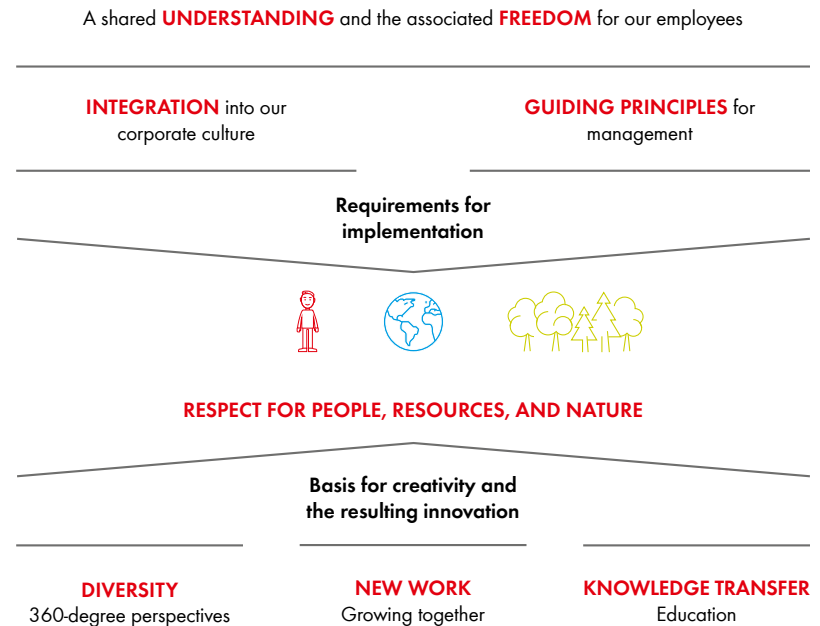 A shared UNDERSTANDING and the associated FREEDOM for our employees
INTEGRATION into our
corporate culture
GUIDING PRINCIPLES for
management
Requirements for
implementation
RESPECT FOR PEOPLE, RESOURCES, AND NATURE
Basis for creativity and
the resulting innovation
DIVERSITY
360-degree perspectives
NEW WORK
Growing together
KNOWLEDGE TRANSFER
Education